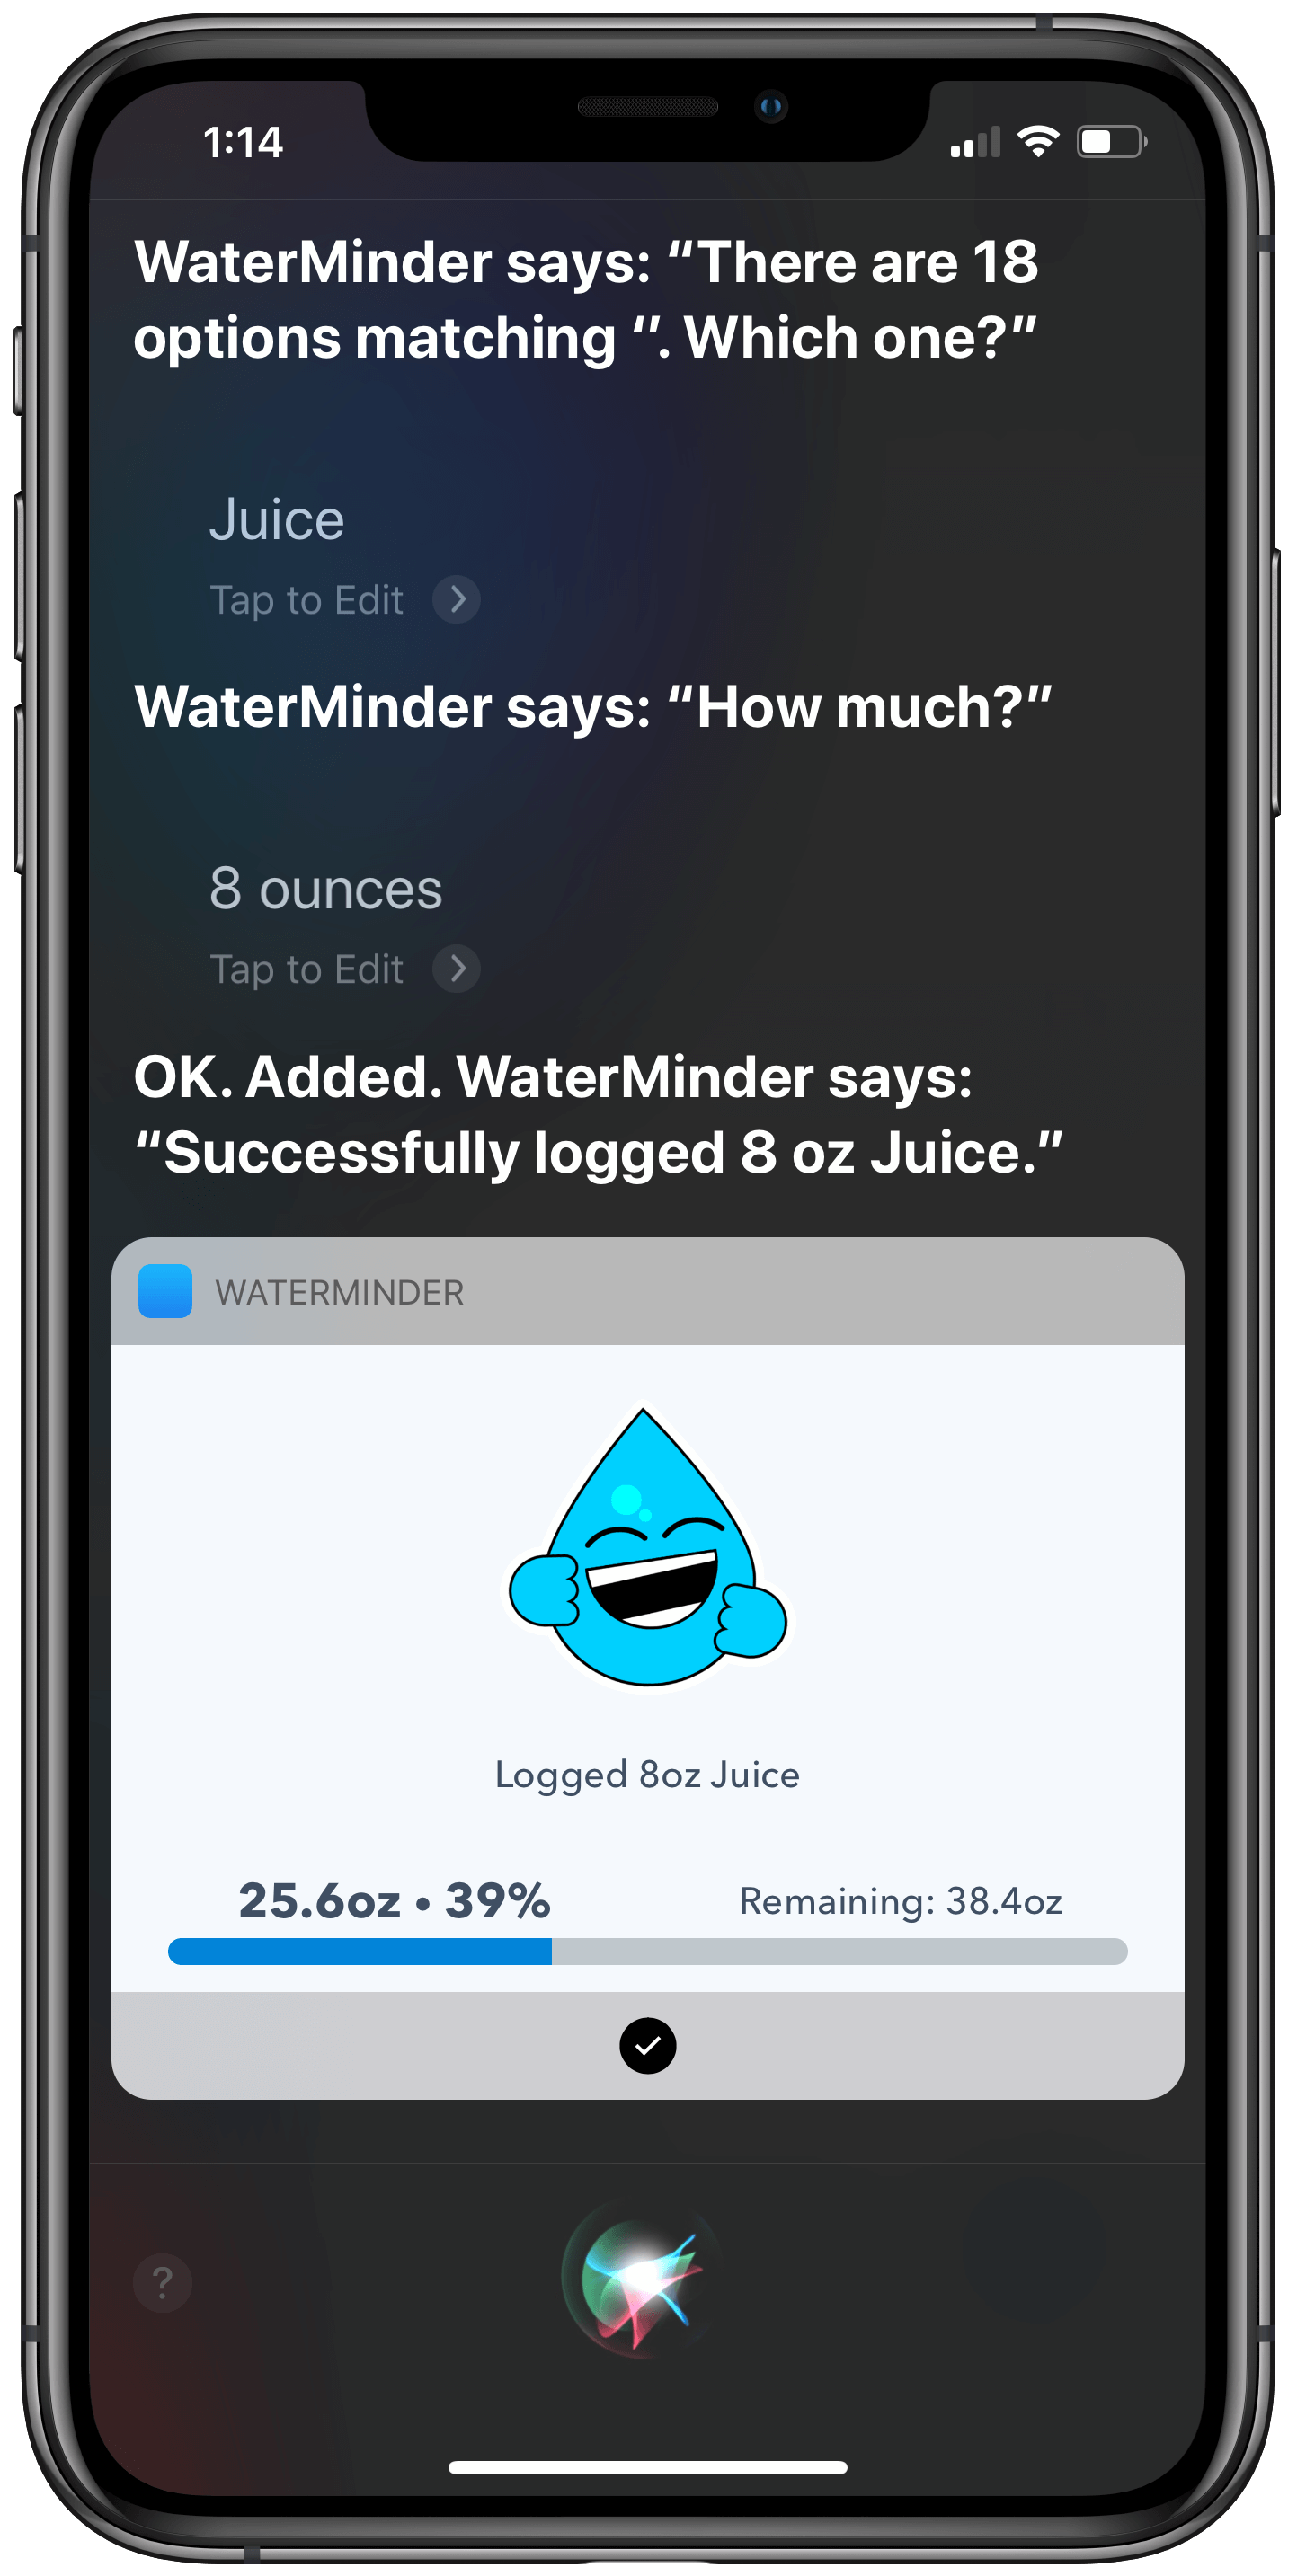 1:14
WaterMinder says: “There are 18
options matching ‘’. Which one?”
Juice
Tap to Edit
WaterMinder says: “How much?”
8 ounces
Tap to Edit
OK. Added. WaterMinder says:
“Successfully logged 8 oz Juice.”
WATERMINDER
Logged 8oz Juice
25.6oz • 39%
Remaining: 38.4oz
?